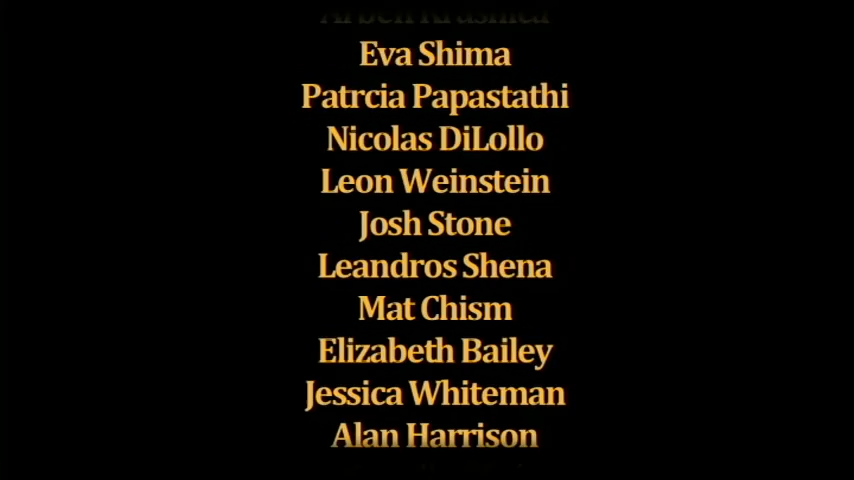 Eva Shima
Patrcia Papastathi
Nicolas DiLollo
Leon Weinstein
Josh Stone
Leandros Shena
Mat Chism
Elizabeth Bailey
Jessica Whiteman
Alan Harrison